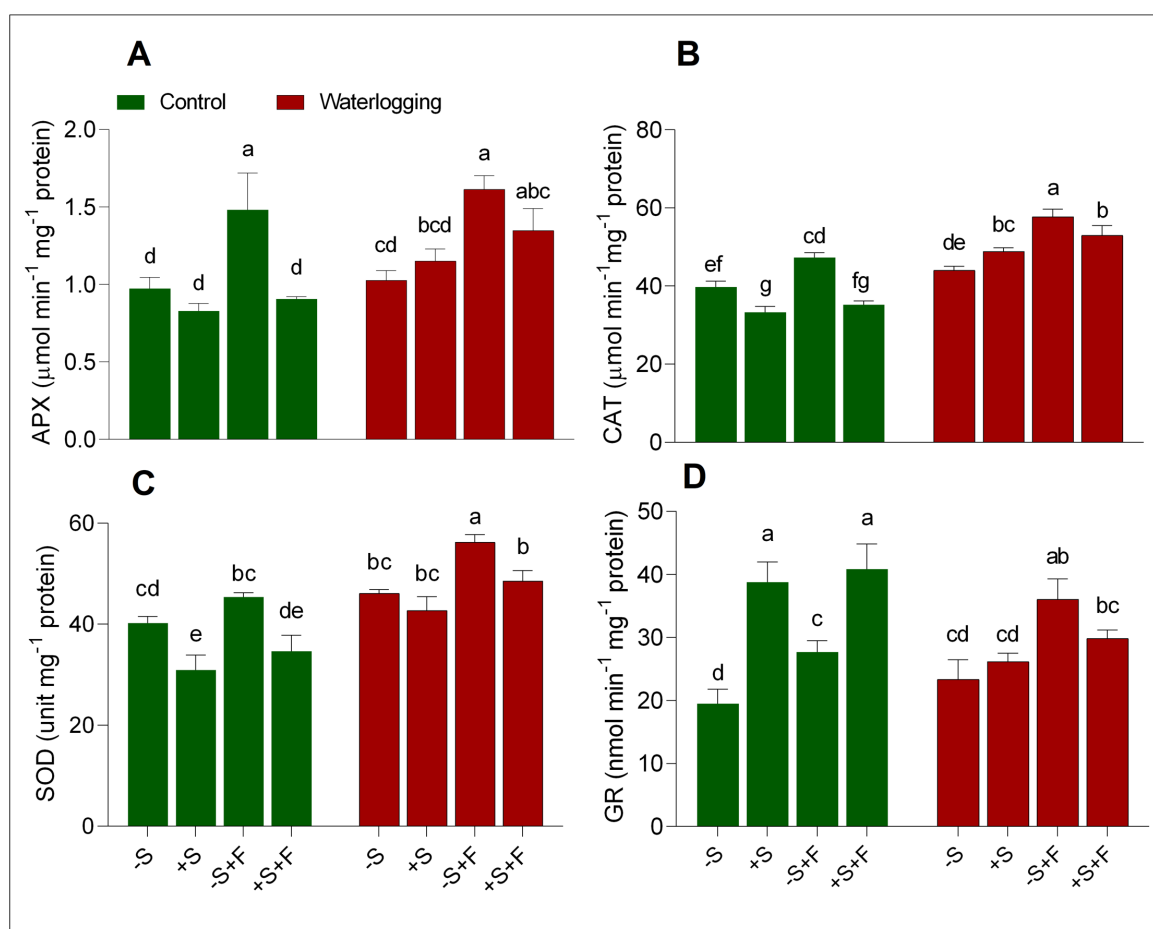 A
Control Waterlogging
APX (μmol min⁻¹ mg⁻¹ protein)
2.0
1.5
1.0
0.5
0.0
d d a d cd bcd a abc
B
CAT (μmol min⁻¹mg⁻¹ protein)
80
60
40
20
0
ef g cd fg de bc a b
C
SOD (unit mg⁻¹ protein)
60
40
20
0
cd e bc de bc bc a b
-S +S -S+F +S+F -S +S -S+F +S+F
D
GR (nmol min⁻¹ mg⁻¹ protein)
50
40
30
20
10
0
d a c a cd cd ab bc
-S +S -S+F +S+F -S +S -S+F +S+F